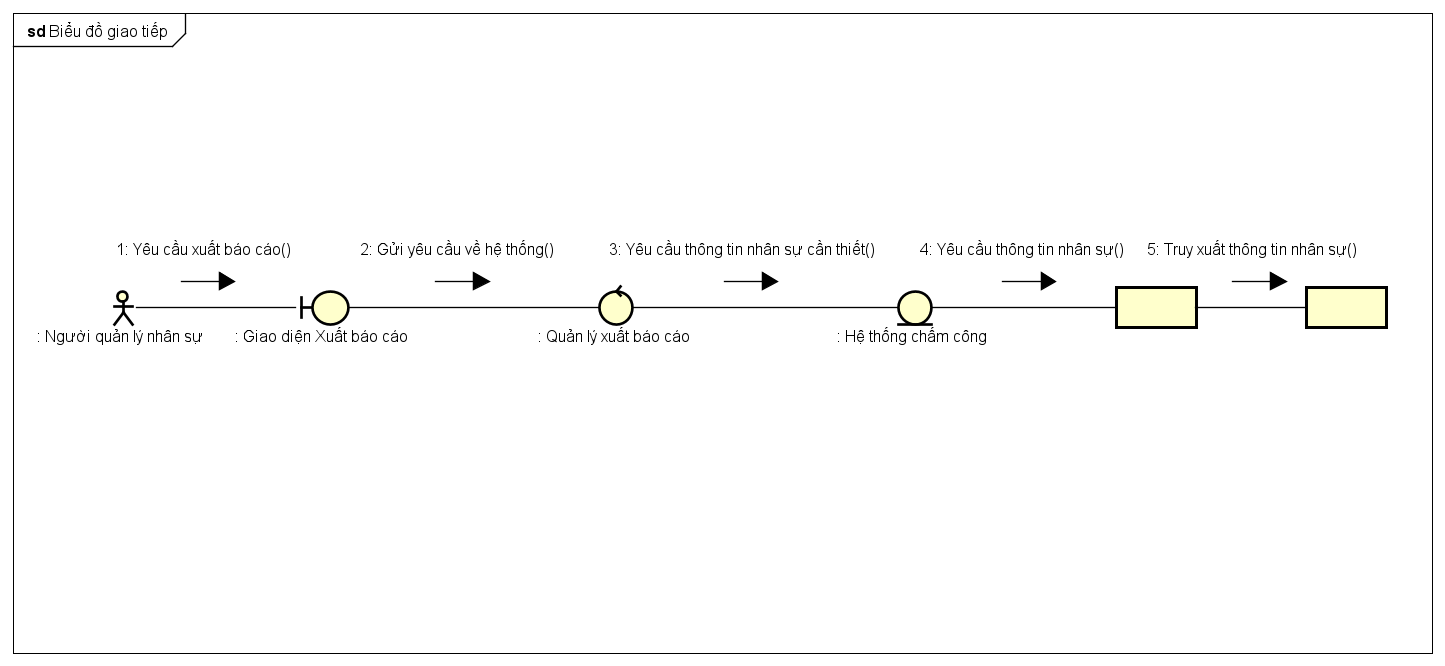 sd Biểu đồ giao tiếp
1: Yêu cầu xuất báo cáo()
2: Gửi yêu cầu về hệ thống()
3: Yêu cầu thông tin nhân sự cần thiết()
4: Yêu cầu thông tin nhân sự()
5: Truy xuất thông tin nhân sự()
: Người quản lý nhân sự
: Giao diện Xuất báo cáo
: Quản lý xuất báo cáo
: Hệ thống chấm công